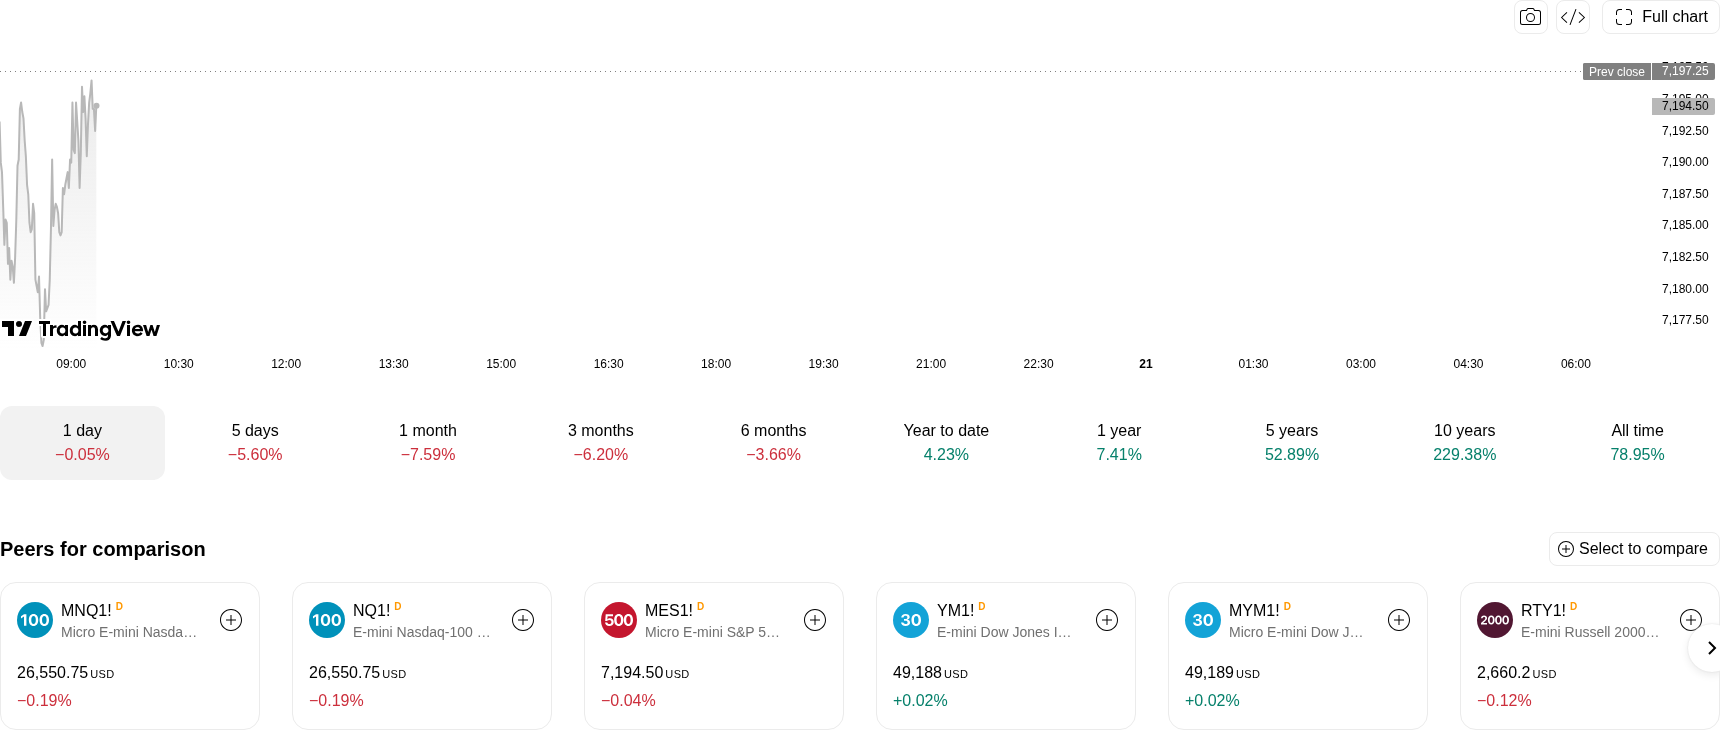 Full chart
Prev close 7,197.25
7,194.50
7,192.50
7,190.00
7,187.50
7,185.00
7,182.50
7,180.00
7,177.50
TradingView
09:00 10:30 12:00 13:30 15:00 16:30 18:00 19:30 21:00 22:30 21 01:30 03:00 04:30 06:00
1 day 5 days 1 month 3 months 6 months Year to date 1 year 5 years 10 years All time
−0.05% −5.60% −7.59% −6.20% −3.66% 4.23% 7.41% 52.89% 229.38% 78.95%
Peers for comparison
Select to compare
100 MNQ1! D
Micro E-mini Nasda…
26,550.75 USD
−0.19%
100 NQ1! D
E-mini Nasdaq-100 …
26,550.75 USD
−0.19%
500 MES1! D
Micro E-mini S&P 5…
7,194.50 USD
−0.04%
30 YM1! D
E-mini Dow Jones I…
49,188 USD
+0.02%
30 MYM1! D
Micro E-mini Dow J…
49,189 USD
+0.02%
2000 RTY1! D
E-mini Russell 2000…
2,660.2 USD
−0.12%